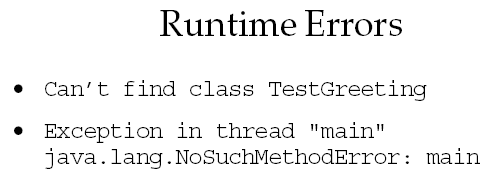 Runtime Errors
• Can’t find class TestGreeting
• Exception in thread "main"
java.lang.NoSuchMethodError: main